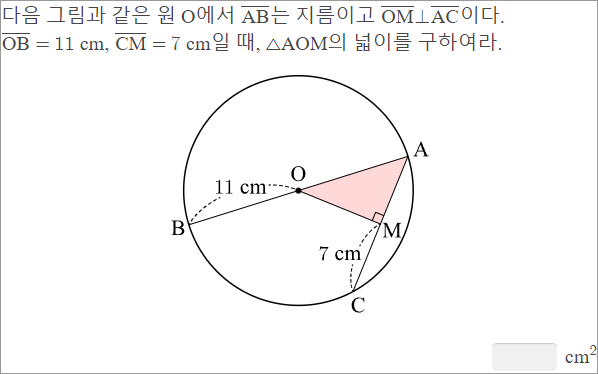 다음 그림과 같은 원 O에서 AB는 지름이고 OM⊥AC이다.
OB = 11 cm, CM = 7 cm일 때, △AOM의 넓이를 구하여라.
A
O
11 cm
B
M
7 cm
C
cm²